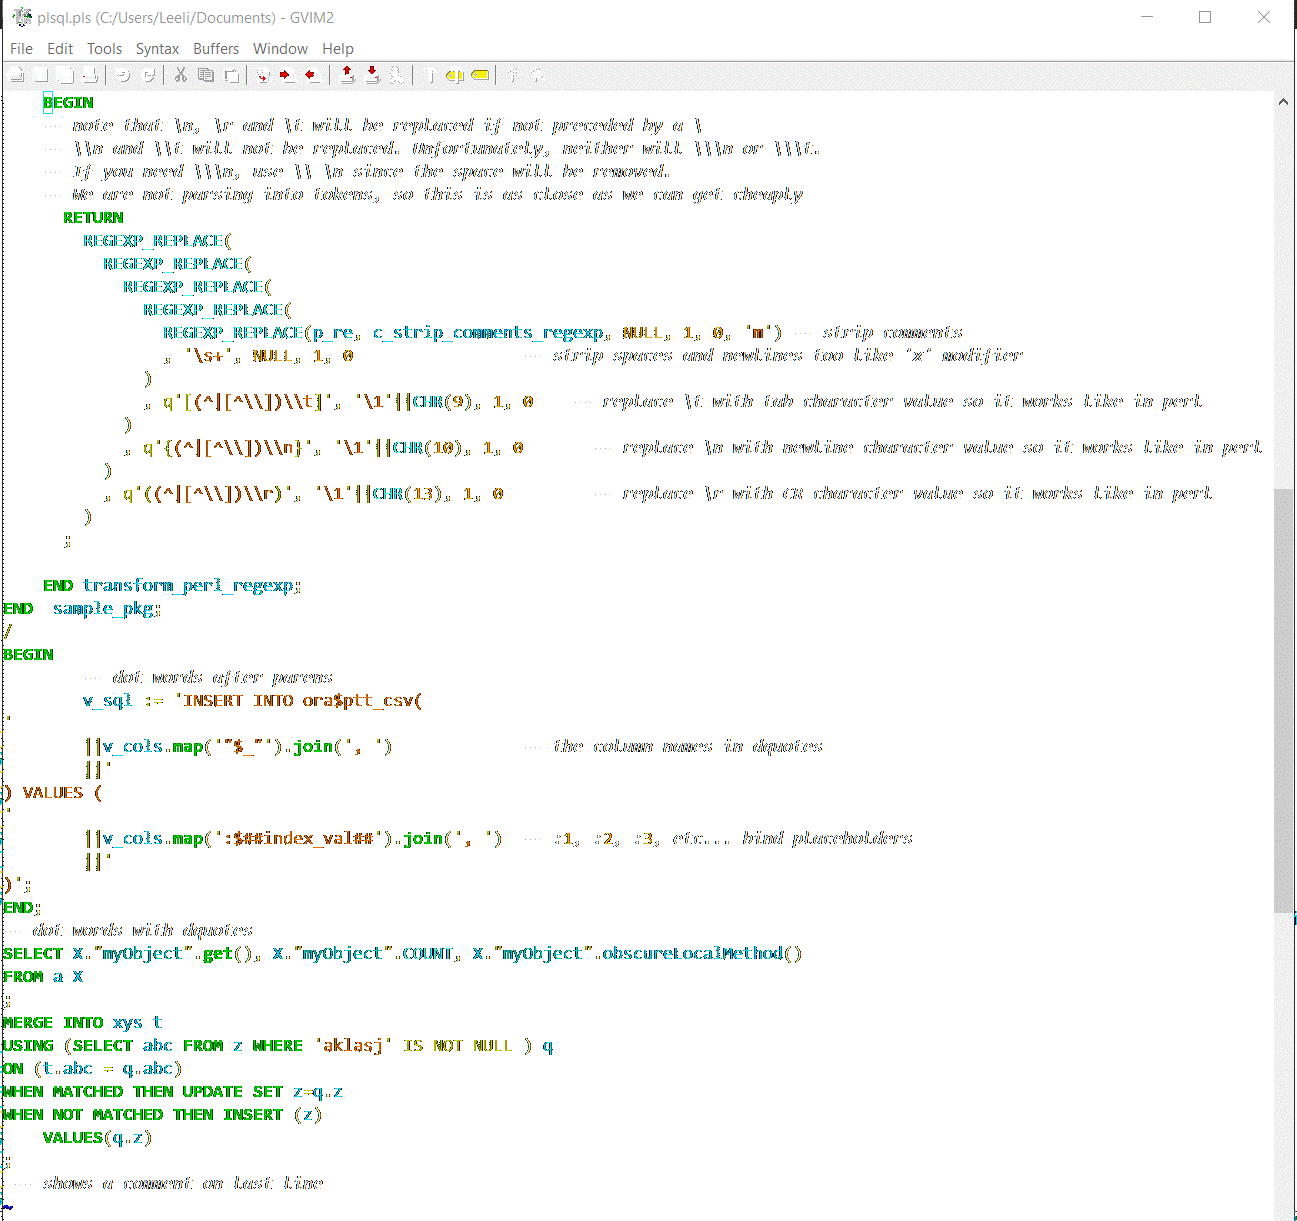 plsql.pls (C:/Users/Leeli/Documents) - GVIM2
File Edit Tools Syntax Buffers Window Help
    BEGIN
    -- note that \n, \r and \t will be replaced if not preceded by a \
    -- \\n and \\t will not be replaced. Unfortunately, neither will \\\n or \\\t.
    -- If you need \\\n, use \\ \n since the space will be removed.
    -- We are not parsing into tokens, so this is as close as we can get cheaply
      RETURN
        REGEXP_REPLACE(
          REGEXP_REPLACE(
            REGEXP_REPLACE(
              REGEXP_REPLACE(
                REGEXP_REPLACE(p_re, c_strip_comments_regexp, NULL, 1, 0, 'm') -- strip comments
                , '\s+', NULL, 1, 0                 -- strip spaces and newlines too like 'x' modifier
              )
              , q'[(^|[^\\])\\t]', '\1'||CHR(9), 1, 0    -- replace \t with tab character value so it works like in perl
            )
            , q'{(^|[^\\])\\n}', '\1'||CHR(10), 1, 0       -- replace \n with newline character value so it works like in perl
          )
          , q'((^|[^\\])\\r)', '\1'||CHR(13), 1, 0         -- replace \r with CR character value so it works like in perl
        )
      ;
    END transform_perl_regexp;
END  sample_pkg;
/
BEGIN
        -- dot words after parens
        v_sql := 'INSERT INTO ora$ptt_csv(
'
        ||v_cols.map('"$_"').join(', ')             -- the column names in dquotes
        ||'
) VALUES (
'
        ||v_cols.map(':$##index_val##').join(', ')  -- :1, :2, :3, etc... bind placeholders
        ||'
)';
END;
-- dot words with dquotes
SELECT X."myObject".get(), X."myObject".COUNT, X."myObject".obscureLocalMethod()
FROM a X
;
MERGE INTO xys t
USING (SELECT abc FROM z WHERE 'aklasj' IS NOT NULL ) q
ON (t.abc = q.abc)
WHEN MATCHED THEN UPDATE SET z=q.z
WHEN NOT MATCHED THEN INSERT (z)
    VALUES(q.z)
;
 -- shows a comment on last line
~